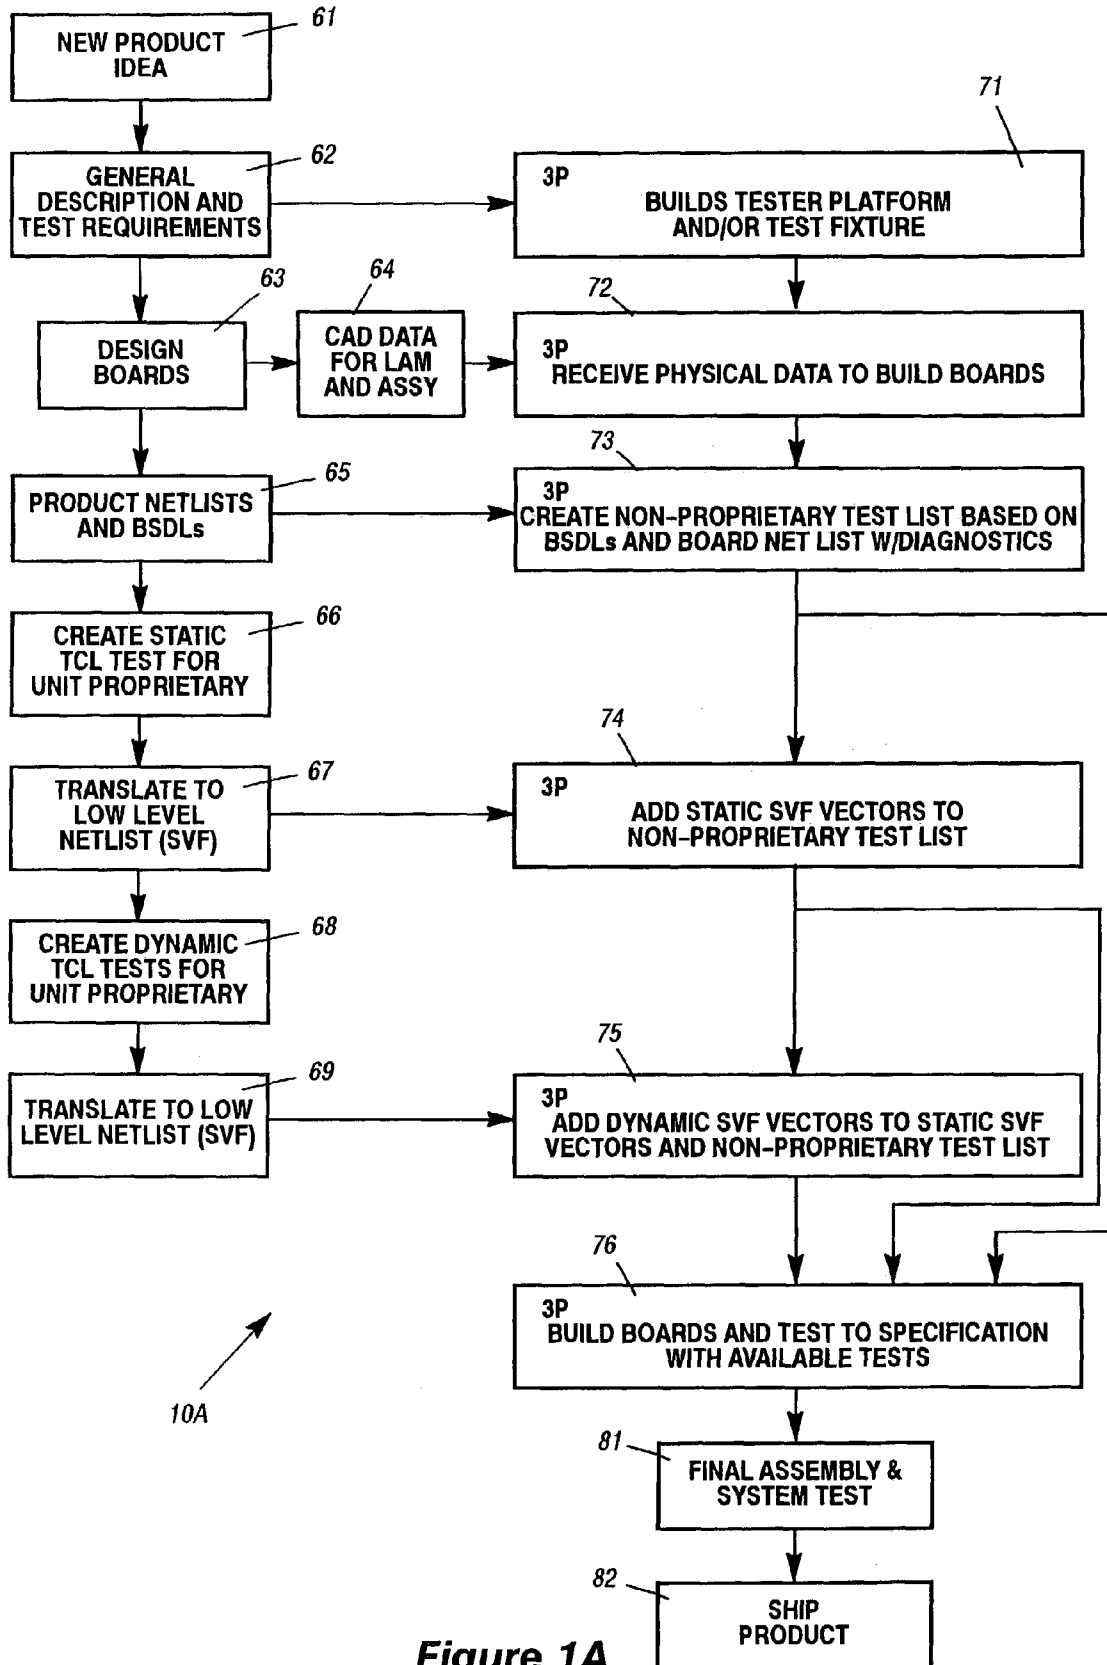 61
NEW PRODUCT
IDEA
71
62
GENERAL
DESCRIPTION AND
TEST REQUIREMENTS
3P
BUILDS TESTER PLATFORM
AND/OR TEST FIXTURE
63
64
72
DESIGN
BOARDS
CAD DATA
FOR LAM
AND ASSY
3P
RECEIVE PHYSICAL DATA TO BUILD BOARDS
73
65
PRODUCT NETLISTS
AND BSDLs
3P
CREATE NON-PROPRIETARY TEST LIST BASED ON
BSDLs AND BOARD NET LIST W/DIAGNOSTICS
66
CREATE STATIC
TCL TEST FOR
UNIT PROPRIETARY
74
67
TRANSLATE TO
LOW LEVEL
NETLIST (SVF)
3P
ADD STATIC SVF VECTORS TO
NON-PROPRIETARY TEST LIST
68
CREATE DYNAMIC
TCL TESTS FOR
UNIT PROPRIETARY
75
69
TRANSLATE TO LOW
LEVEL NETLIST (SVF)
3P
ADD DYNAMIC SVF VECTORS TO STATIC SVF
VECTORS AND NON-PROPRIETARY TEST LIST
76
3P
BUILD BOARDS AND TEST TO SPECIFICATION
WITH AVAILABLE TESTS
10A
81
FINAL ASSEMBLY &
SYSTEM TEST
82
SHIP
PRODUCT
Figure 1A